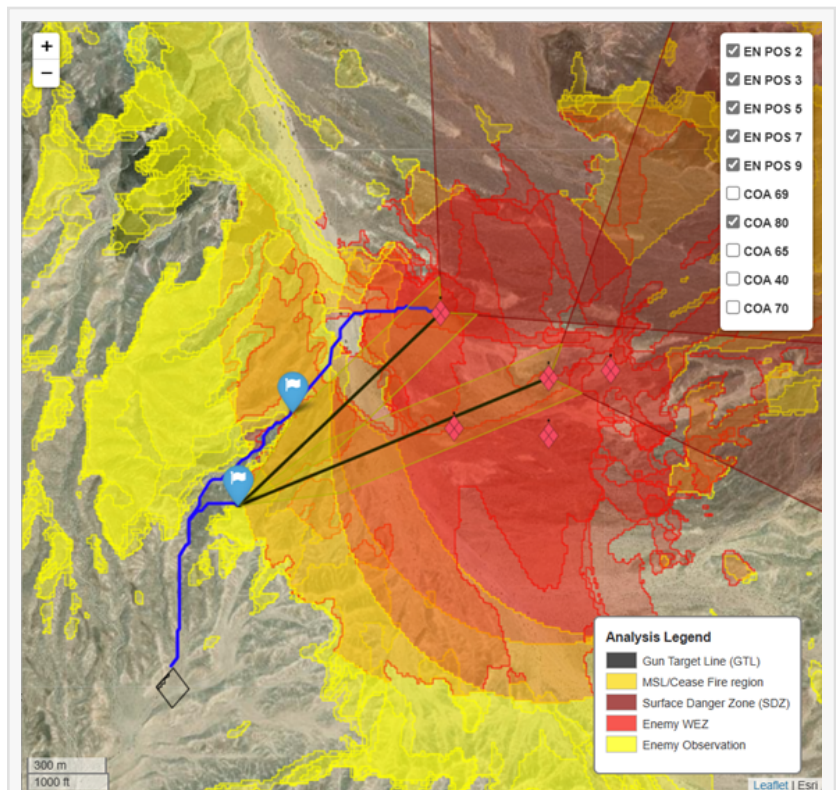 +
−
EN POS 2
EN POS 3
EN POS 5
EN POS 7
EN POS 9
COA 69
COA 80
COA 65
COA 40
COA 70
Analysis Legend
Gun Target Line (GTL)
MSL/Cease Fire region
Surface Danger Zone (SDZ)
Enemy WEZ
Enemy Observation
300 m
1000 ft
Leaflet | Esri